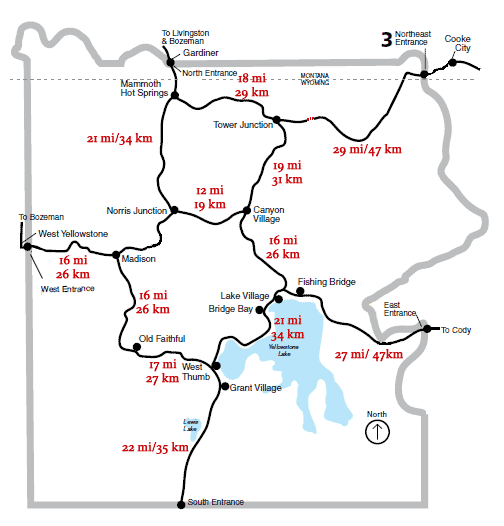 To Livingston
& Bozeman
Gardiner
3
Northeast
Entrance
Cooke
City
North Entrance
18 mi
29 km
MONTANA
WYOMING
Mammoth
Hot Springs
Tower Junction
21 mi/34 km
29 mi/47 km
19 mi
31 km
12 mi
19 km
Norris Junction
Canyon
Village
To Bozeman
West Yellowstone
16 mi
26 km
West Entrance
Madison
16 mi
26 km
16 mi
26 km
Fishing Bridge
Lake Village
Bridge Bay
21 mi
34 km
Yellowstone
Lake
East
Entrance
To Cody
27 mi/ 47km
Old Faithful
17 mi
27 km
West
Thumb
Grant Village
Lewis
Lake
North
22 mi/35 km
South Entrance